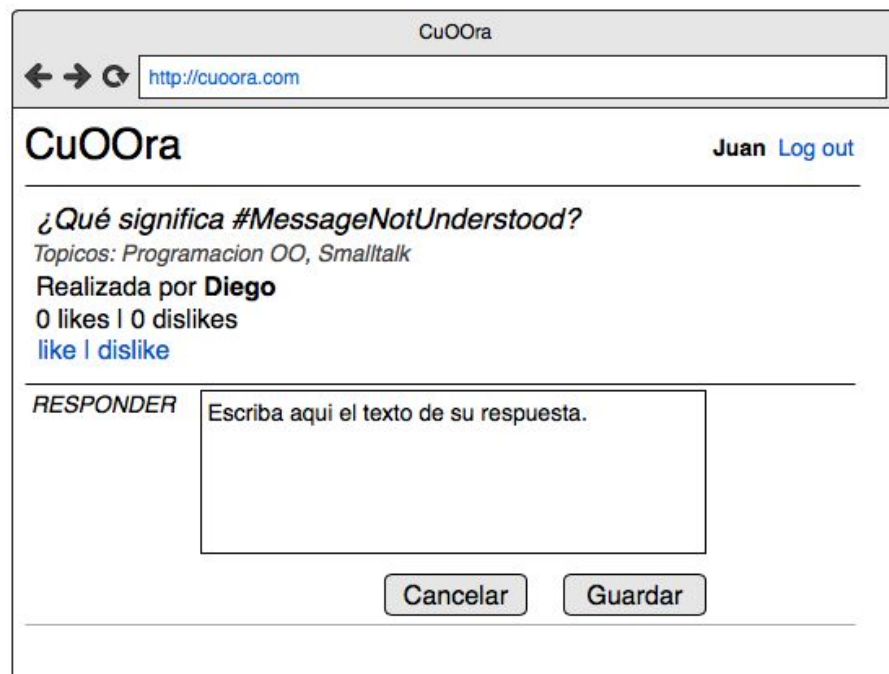 CuOOra
http://cuoora.com
CuOOra
Juan Log out
¿Qué significa #MessageNotUnderstood?
Topicos: Programacion OO, Smalltalk
Realizada por Diego
0 likes | 0 dislikes
like | dislike
RESPONDER
Escriba aqui el texto de su respuesta.
Cancelar Guardar